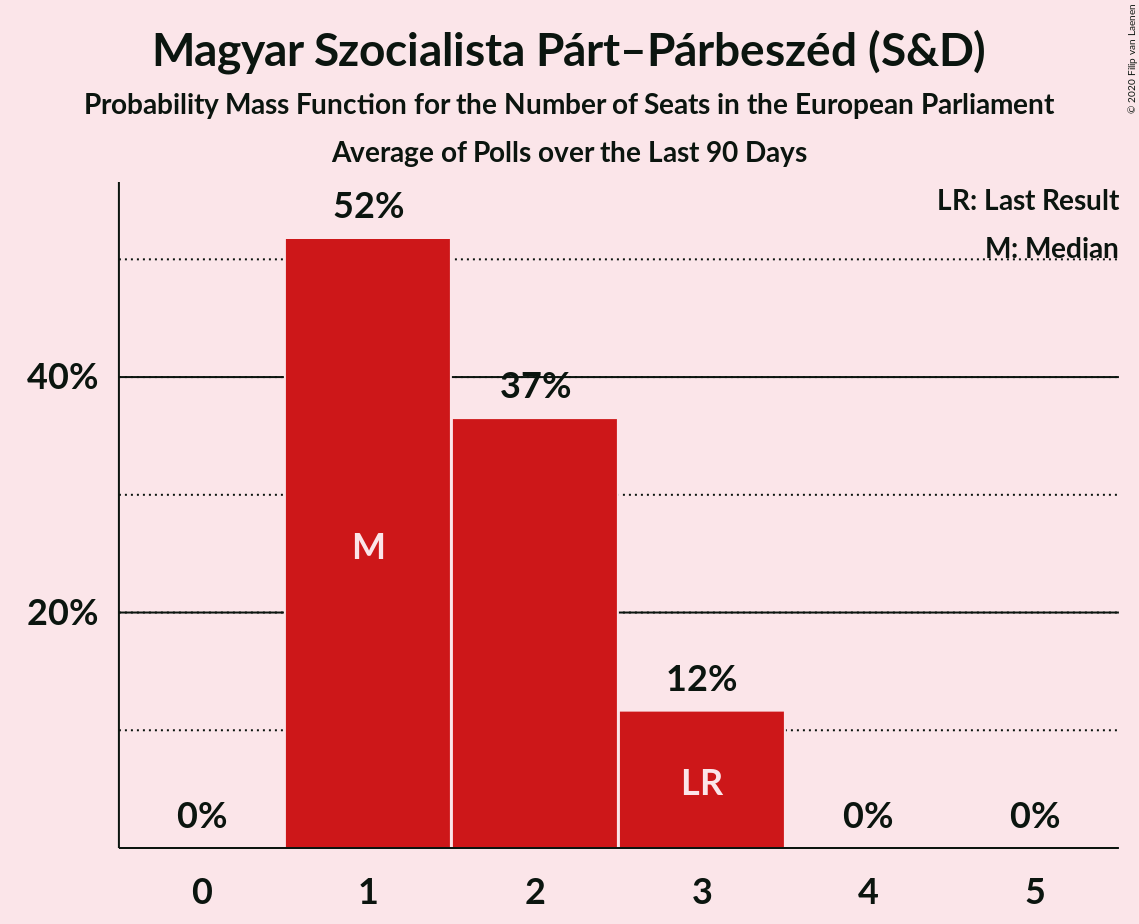 Magyar Szocialista Párt–Párbeszéd (S&D)
Probability Mass Function for the Number of Seats in the European Parliament
Average of Polls over the Last 90 Days
© 2020 Filip van Laenen
LR: Last Result
M: Median
52%
40%
37%
M
20%
12%
LR
0%
0%
0%
0 1 2 3 4 5